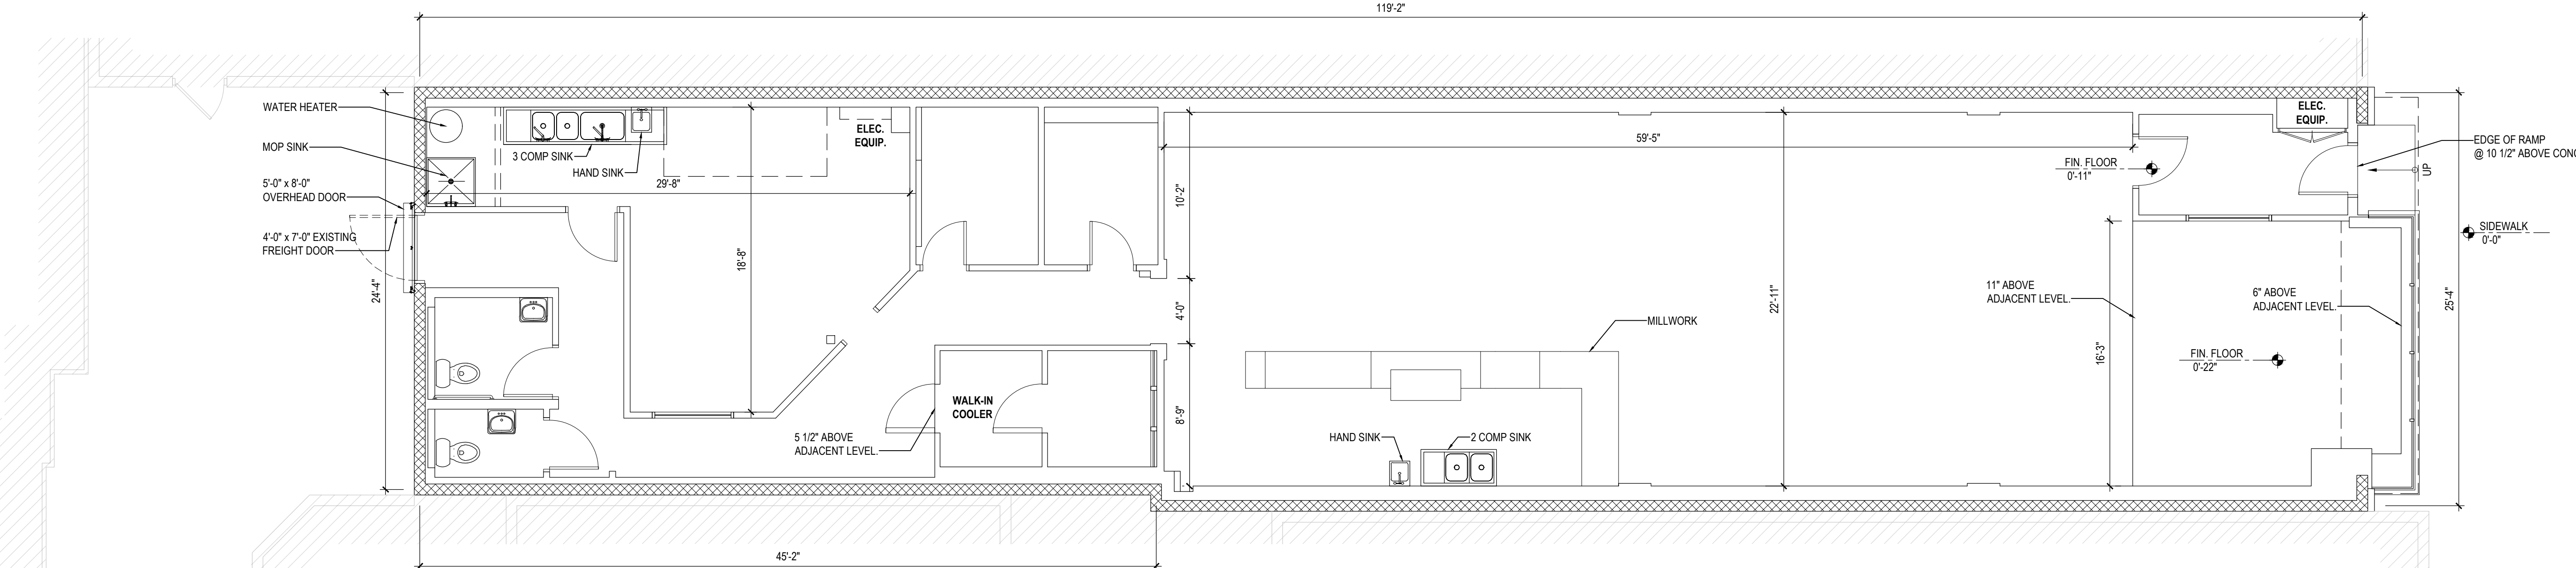 119'-2"
WATER HEATER
MOP SINK
5'-0" x 8'-0"
OVERHEAD DOOR
4'-0" x 7'-0" EXISTING
FREIGHT DOOR
24'-4"
3 COMP SINK
HAND SINK
29'-8"
18'-8"
ELEC.
EQUIP.
5 1/2" ABOVE
ADJACENT LEVEL.
WALK-IN
COOLER
10'-2"
4'-0"
8'-9"
59'-5"
22'-11"
MILLWORK
HAND SINK
2 COMP SINK
FIN. FLOOR
0'-11"
11" ABOVE
ADJACENT LEVEL.
16'-3"
FIN. FLOOR
0'-22"
6" ABOVE
ADJACENT LEVEL.
ELEC.
EQUIP.
EDGE OF RAMP
@ 10 1/2" ABOVE CONC
UP
SIDEWALK
0'-0"
25'-4"
45'-2"